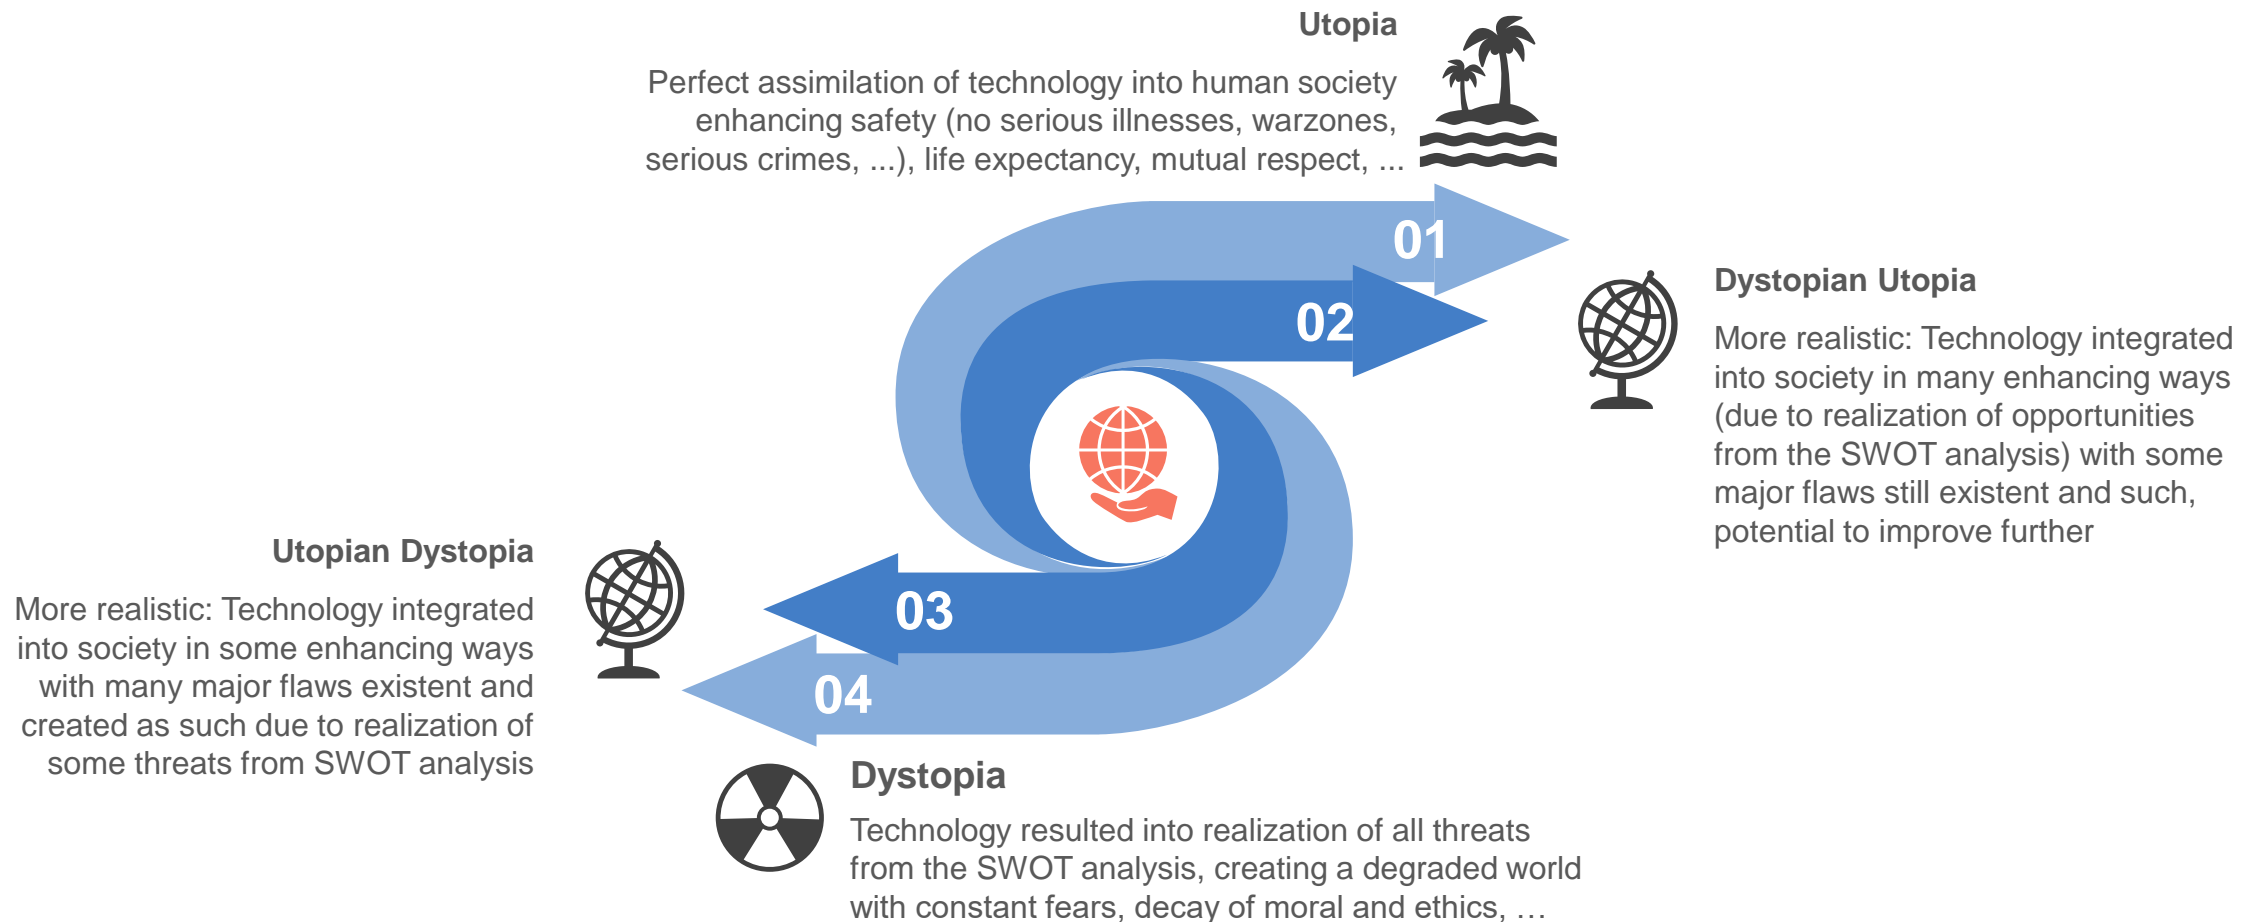 Utopia
Perfect assimilation of technology into human society
enhancing safety (no serious illnesses, warzones,
serious crimes, ...), life expectancy, mutual respect, ...
01
02
Dystopian Utopia
More realistic: Technology integrated
into society in many enhancing ways
(due to realization of opportunities
from the SWOT analysis) with some
major flaws still existent and such,
potential to improve further
Utopian Dystopia
More realistic: Technology integrated
into society in some enhancing ways
with many major flaws existent and
created as such due to realization of
some threats from SWOT analysis
03
04
Dystopia
Technology resulted into realization of all threats
from the SWOT analysis, creating a degraded world
with constant fears, decay of moral and ethics, …